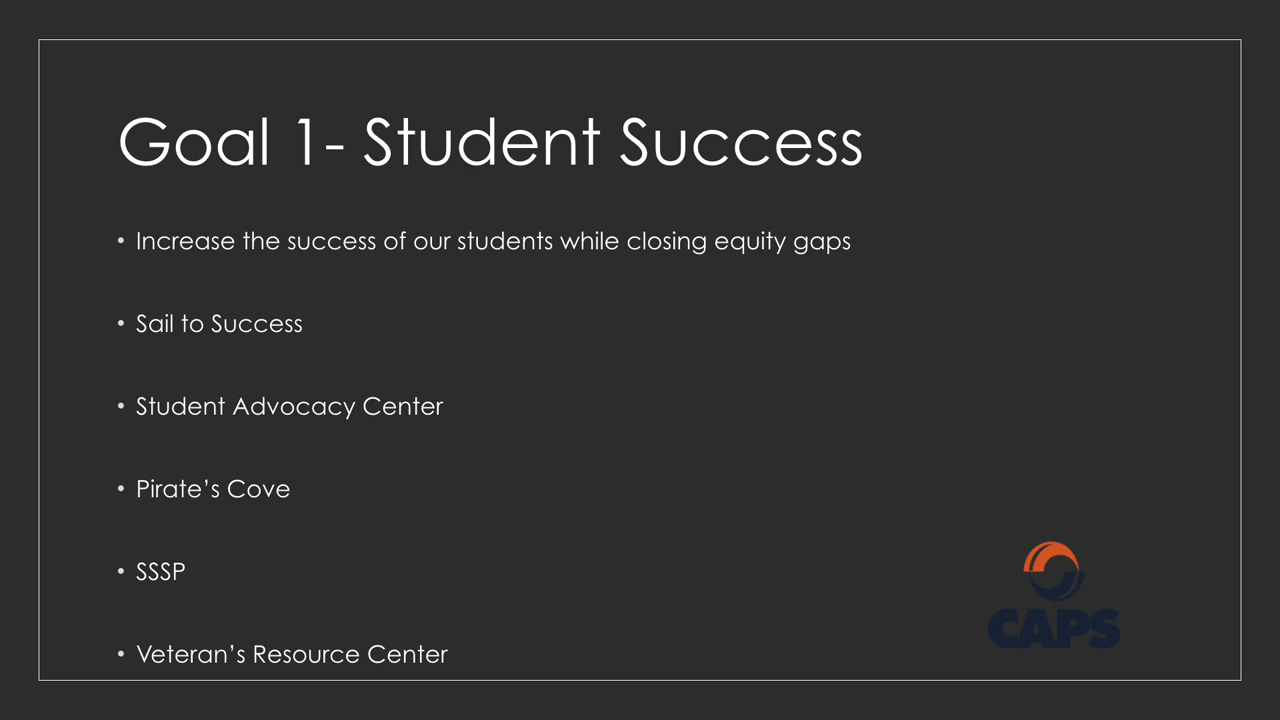 Goal 1- Student Success
• Increase the success of our students while closing equity gaps
• Sail to Success
• Student Advocacy Center
• Pirate’s Cove
• SSSP
• Veteran’s Resource Center
CAPS